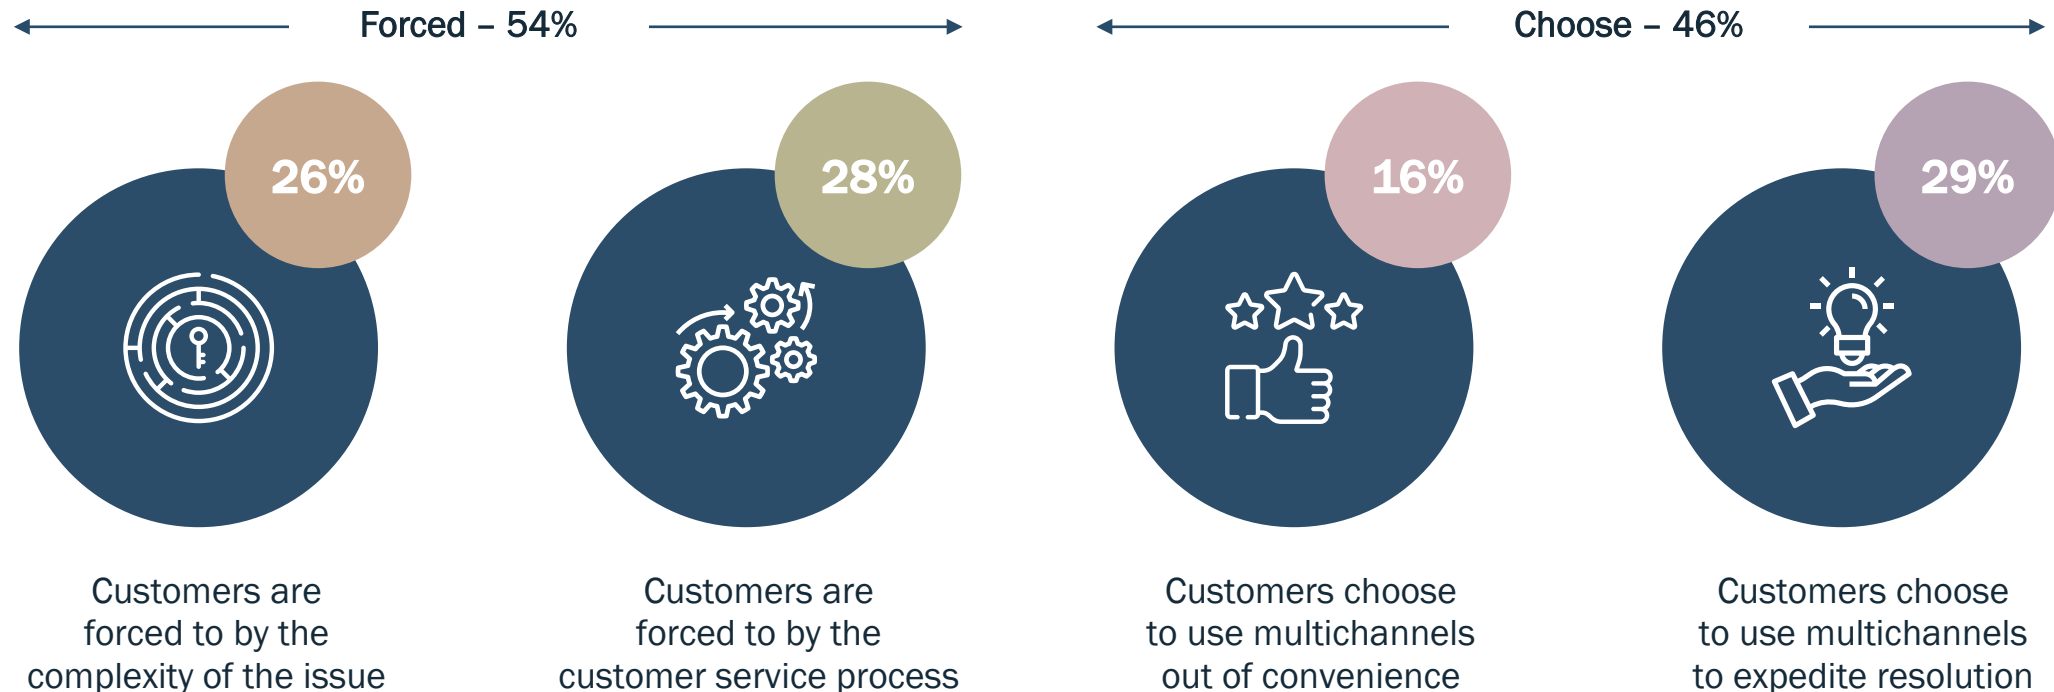 Forced – 54%
Choose – 46%
26%
28%
16%
29%
Customers are
forced to by the
complexity of the issue
Customers are
forced to by the
customer service process
Customers choose
to use multichannels
out of convenience
Customers choose
to use multichannels
to expedite resolution